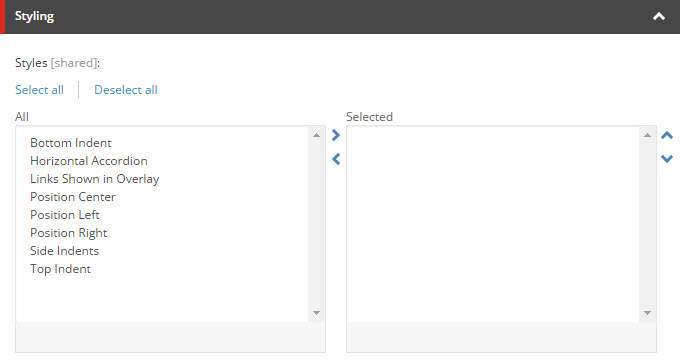 Styling
Styles [shared]:
Select all Deselect all
All Selected
Bottom Indent
Horizontal Accordion
Links Shown in Overlay
Position Center
Position Left
Position Right
Side Indents
Top Indent